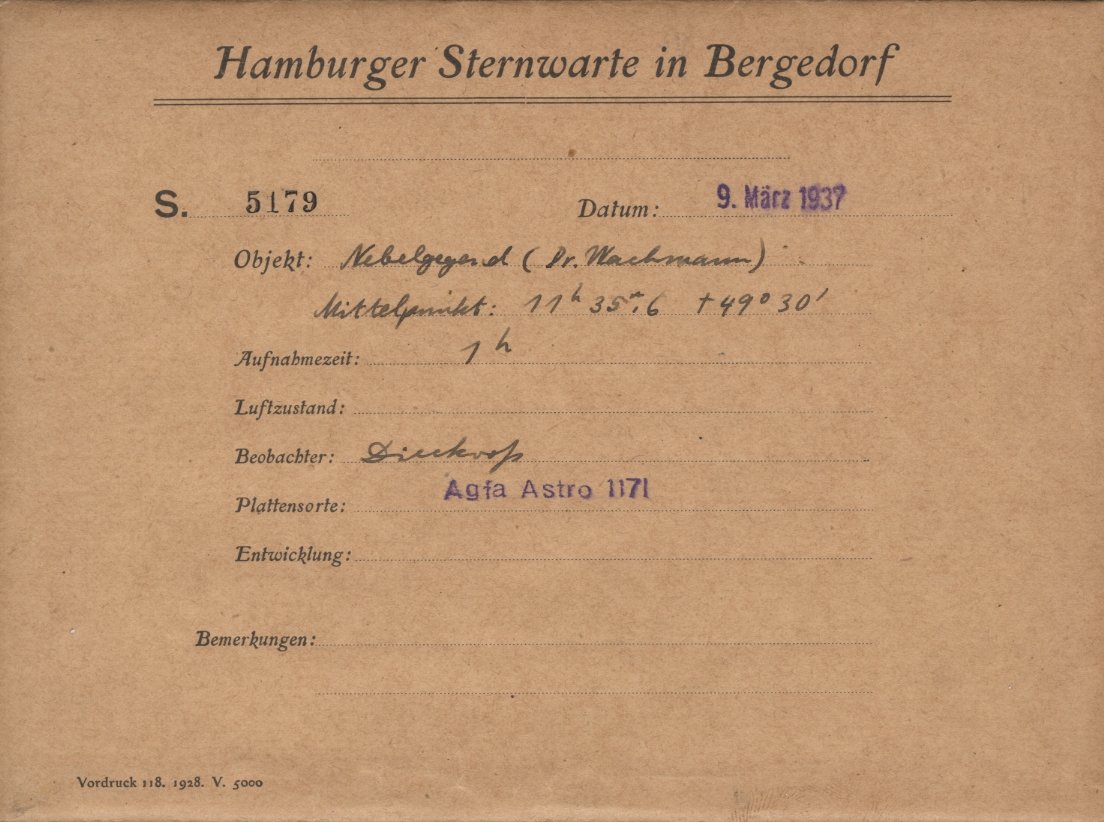 Hamburger Sternwarte in Bergedorf
S. 5179 Datum: 9. März 1937
Objekt: Nebelgegend (Dr. Wachmann)
Mittelpunkt: 11h 35m,6 +49° 30'
Aufnahmezeit: 1h
Luftzustand:
Beobachter: Dieckvoß
Plattensorte: Agfa Astro 1171
Entwicklung:
Bemerkungen:
Vordruck 118. 1928. V. 5000